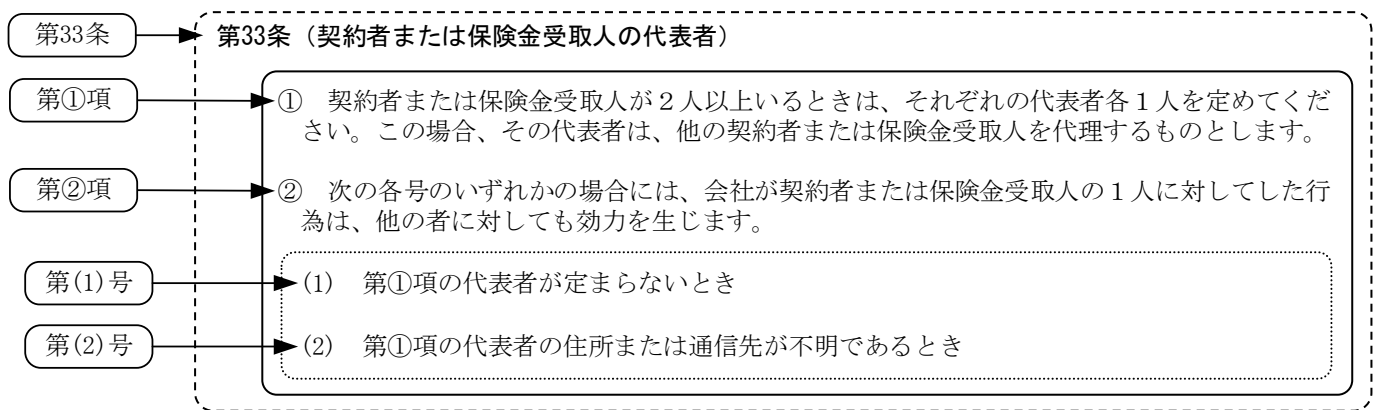 第33条
第33条（契約者または保険金受取人の代表者）
第①項
①　契約者または保険金受取人が２人以上いるときは、それぞれの代表者各１人を定めてくだ
さい。この場合、その代表者は、他の契約者または保険金受取人を代理するものとします。
第②項
②　次の各号のいずれかの場合には、会社が契約者または保険金受取人の１人に対してした行
為は、他の者に対しても効力を生じます。
第(1)号
(1)　第①項の代表者が定まらないとき
第(2)号
(2)　第①項の代表者の住所または通信先が不明であるとき